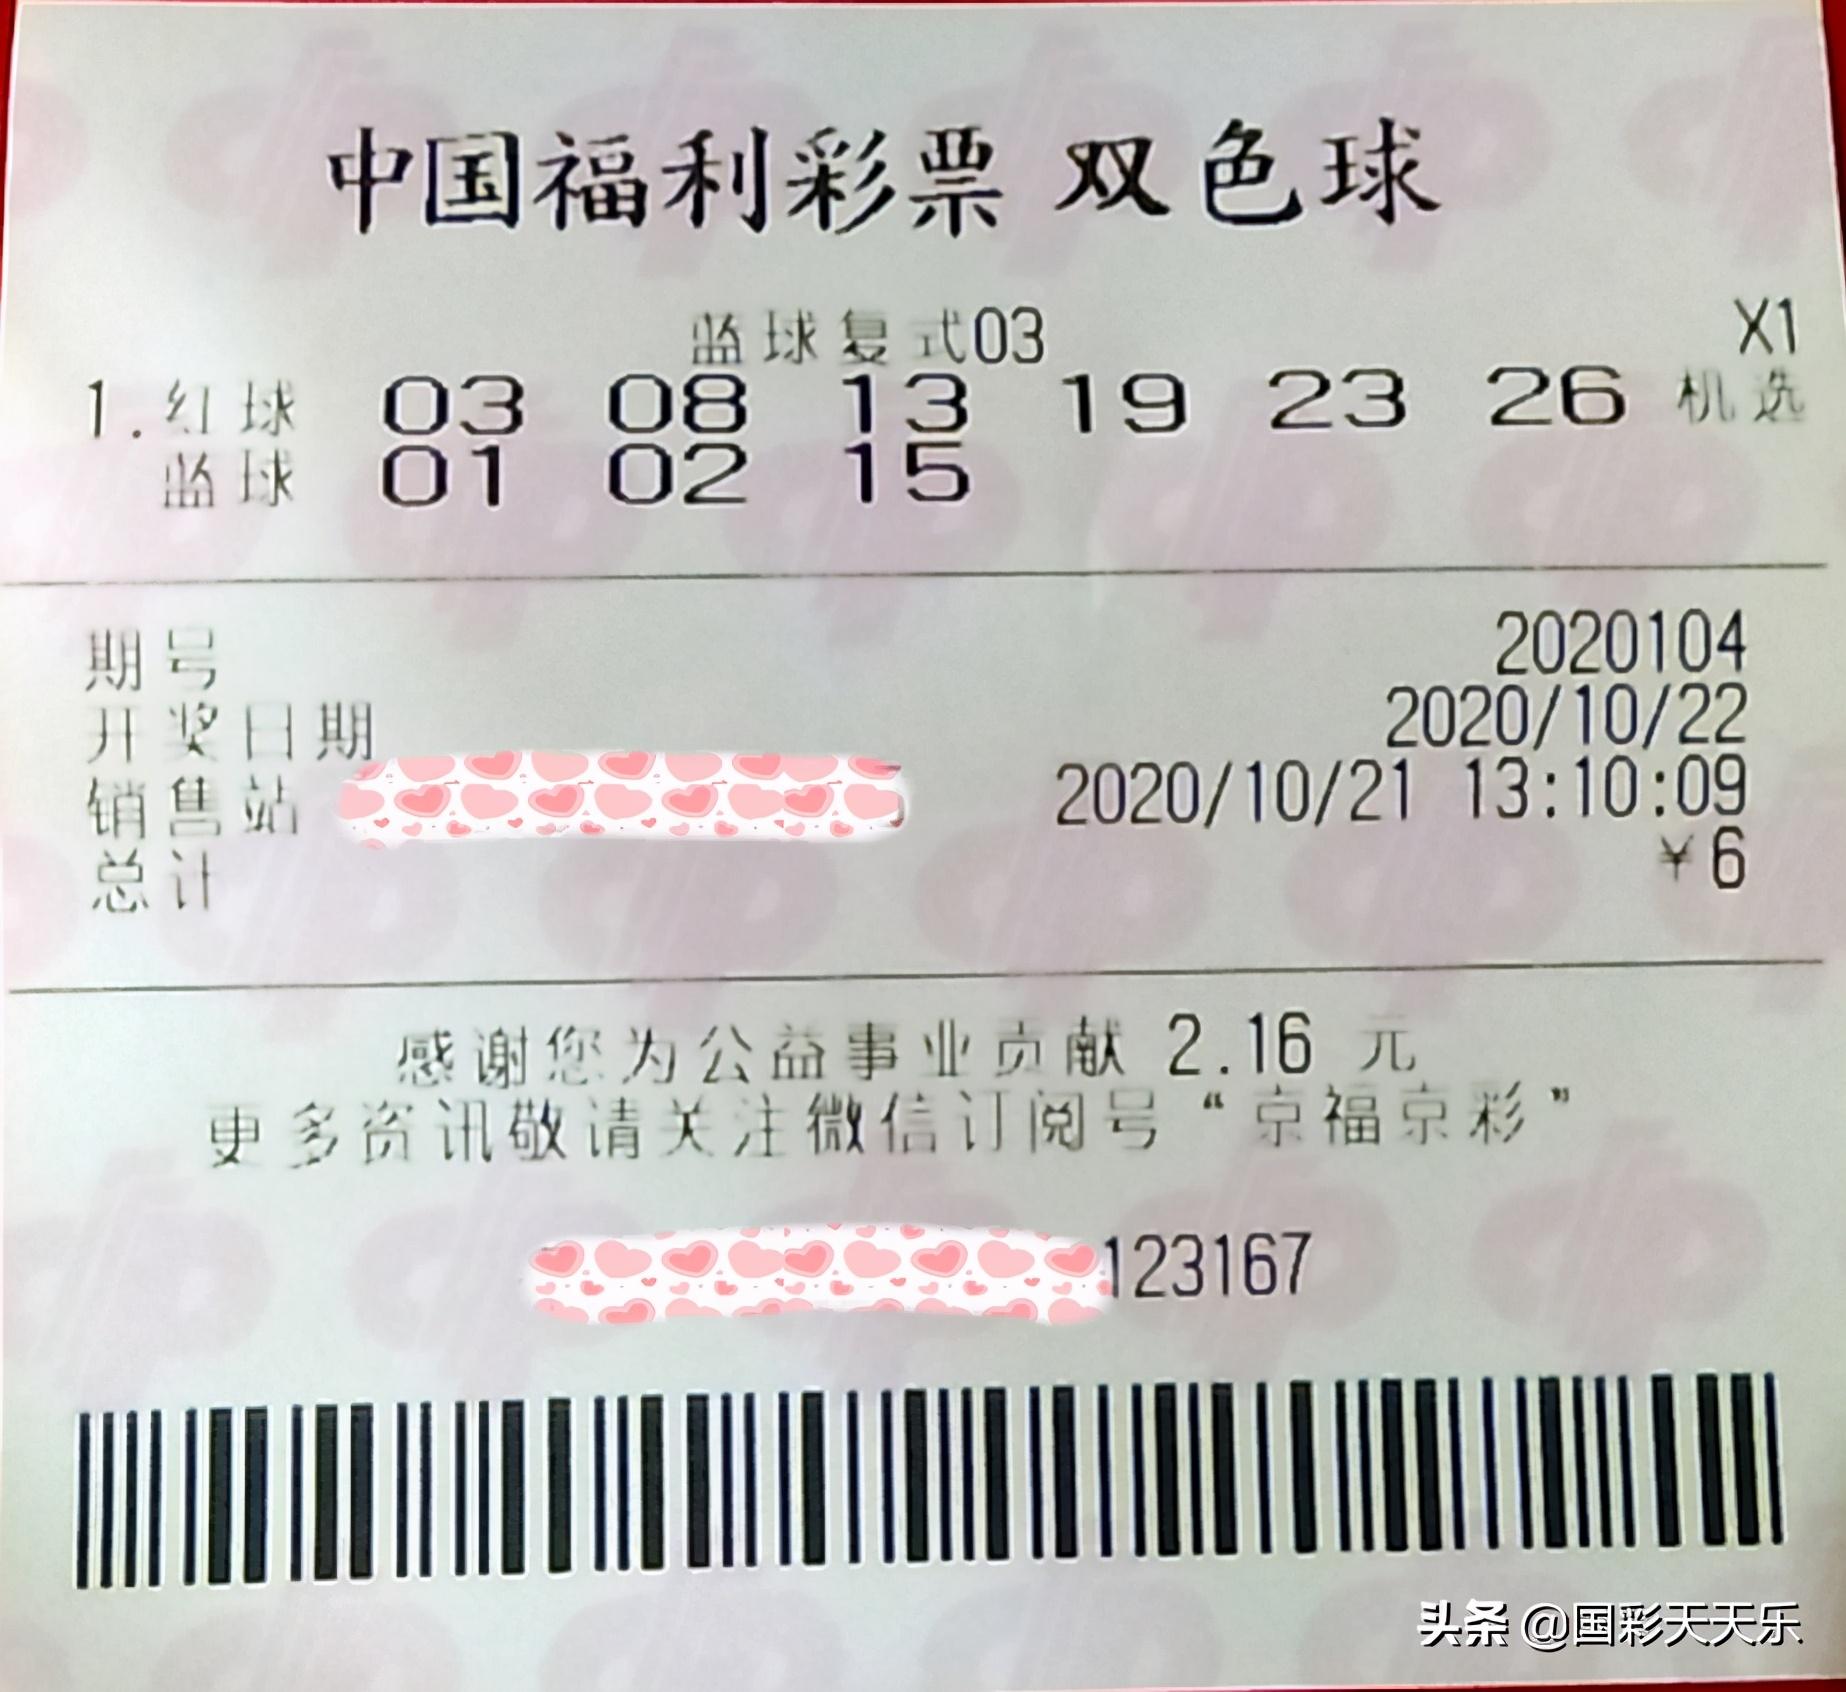 中国福利彩票 双色球
蓝球复式03 X1
1.红球 03 08 13 19 23 26 机选
蓝球 01 02 15
期号 2020104
开奖日期 2020/10/22
销售站 2020/10/21 13:10:09
总计 ¥6
感谢您为公益事业贡献 2.16 元
更多资讯敬请关注微信订阅号“京福京彩”
123167
头条 @国彩天天乐